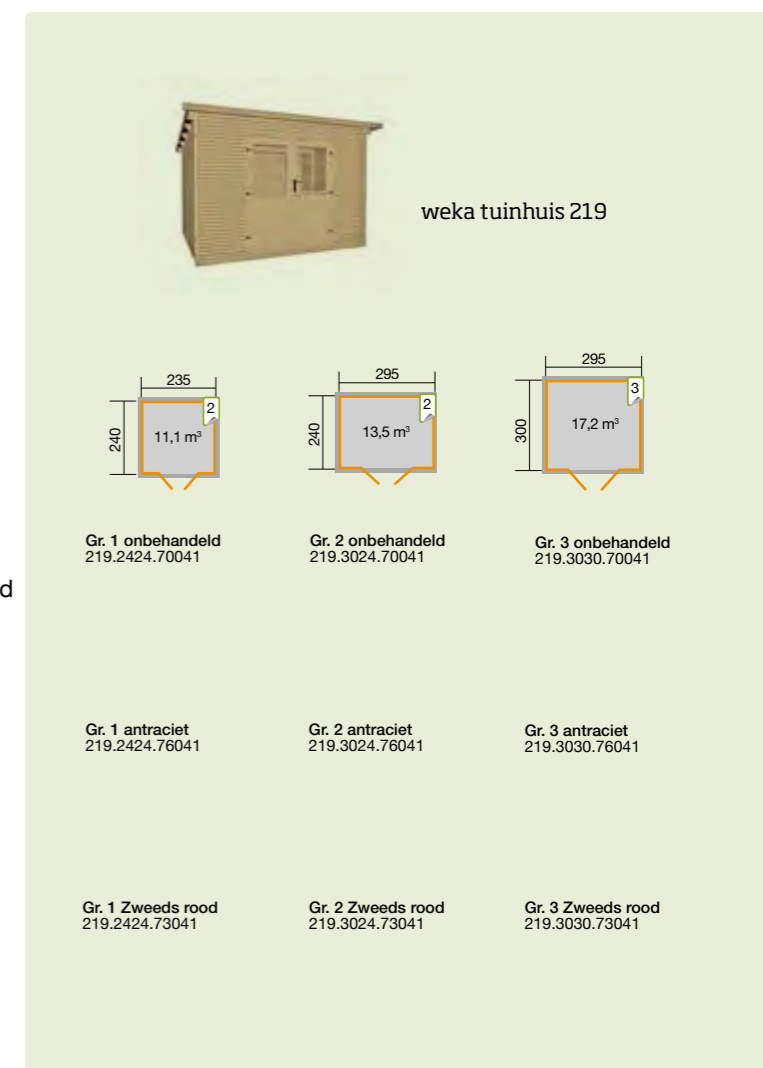 weka tuinhuis 219
235
240
2
11,1 m³
295
240
2
13,5 m³
295
300
3
17,2 m³
Gr. 1 onbehandeld
219.2424.70041
Gr. 2 onbehandeld
219.3024.70041
Gr. 3 onbehandeld
219.3030.70041
d
Gr. 1 antraciet
219.2424.76041
Gr. 2 antraciet
219.3024.76041
Gr. 3 antraciet
219.3030.76041
Gr. 1 Zweeds rood
219.2424.73041
Gr. 2 Zweeds rood
219.3024.73041
Gr. 3 Zweeds rood
219.3030.73041